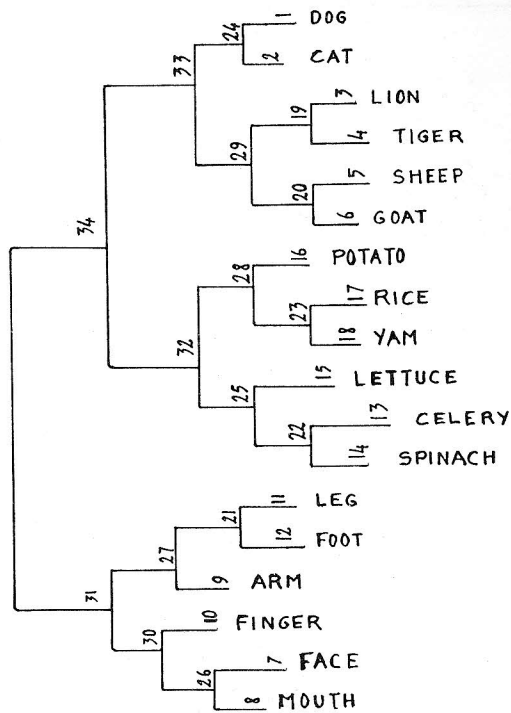 1 DOG
24
2 CAT
33
3 LION
19
4 TIGER
29
5 SHEEP
20
6 GOAT
34
16 POTATO
28
17 RICE
23
18 YAM
32
15 LETTUCE
25
13 CELERY
22
14 SPINACH
11 LEG
21
12 FOOT
27
9 ARM
31
10 FINGER
30
7 FACE
26
8 MOUTH